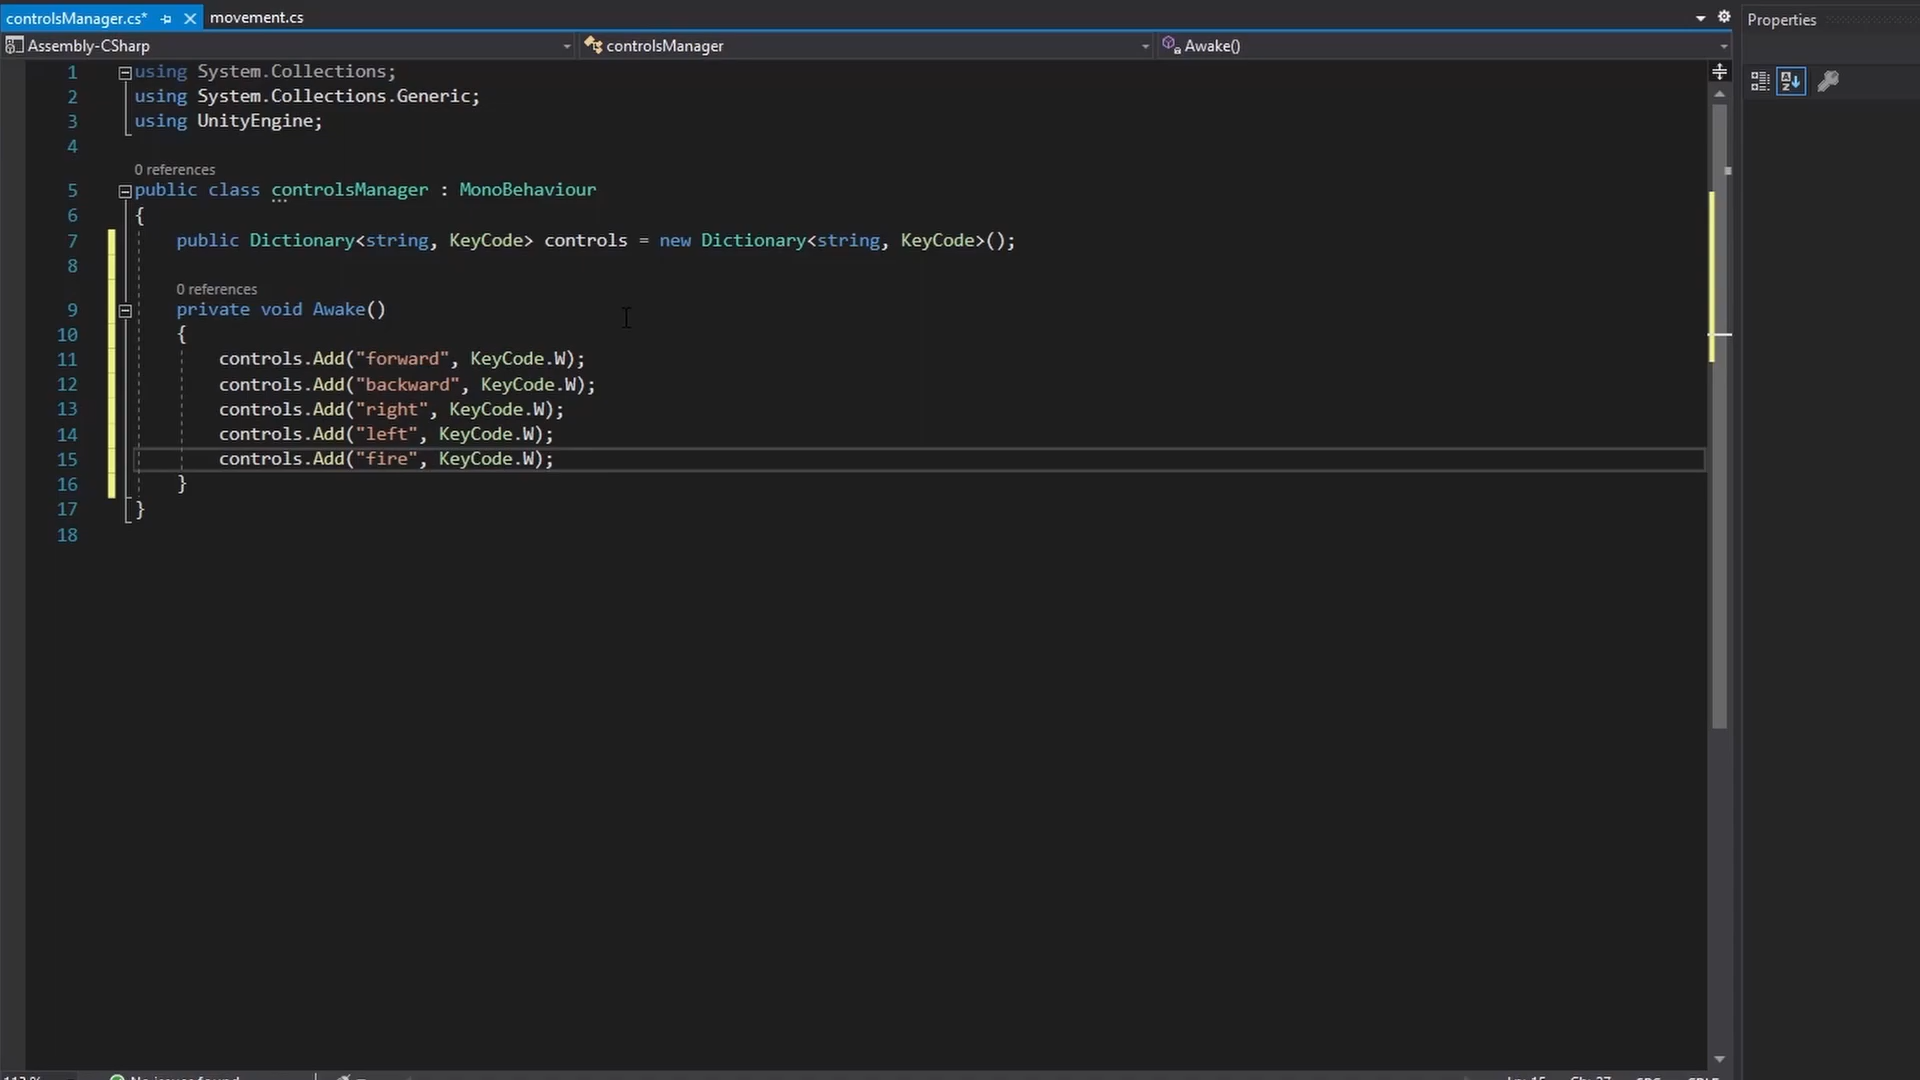 controlsManager.cs* movement.cs
Properties
Assembly-CSharp controlsManager Awake()
1 using System.Collections;
2 using System.Collections.Generic;
3 using UnityEngine;
4
0 references
5 public class controlsManager : MonoBehaviour
6 {
7 public Dictionary<string, KeyCode> controls = new Dictionary<string, KeyCode>();
8
0 references
9 private void Awake()
10 {
11 controls.Add("forward", KeyCode.W);
12 controls.Add("backward", KeyCode.W);
13 controls.Add("right", KeyCode.W);
14 controls.Add("left", KeyCode.W);
15 controls.Add("fire", KeyCode.W);
16 }
17 }
18
No issues found